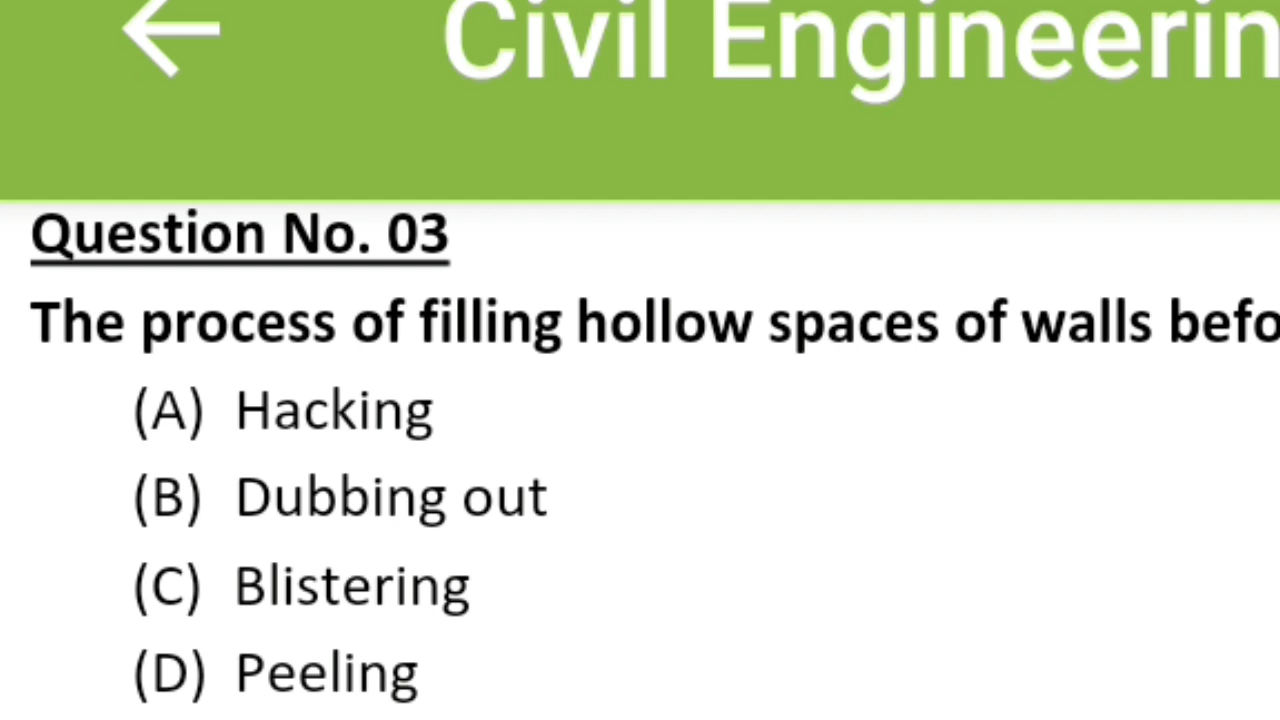 Civil Engineerin
Question No. 03
The process of filling hollow spaces of walls befo
(A) Hacking
(B) Dubbing out
(C) Blistering
(D) Peeling